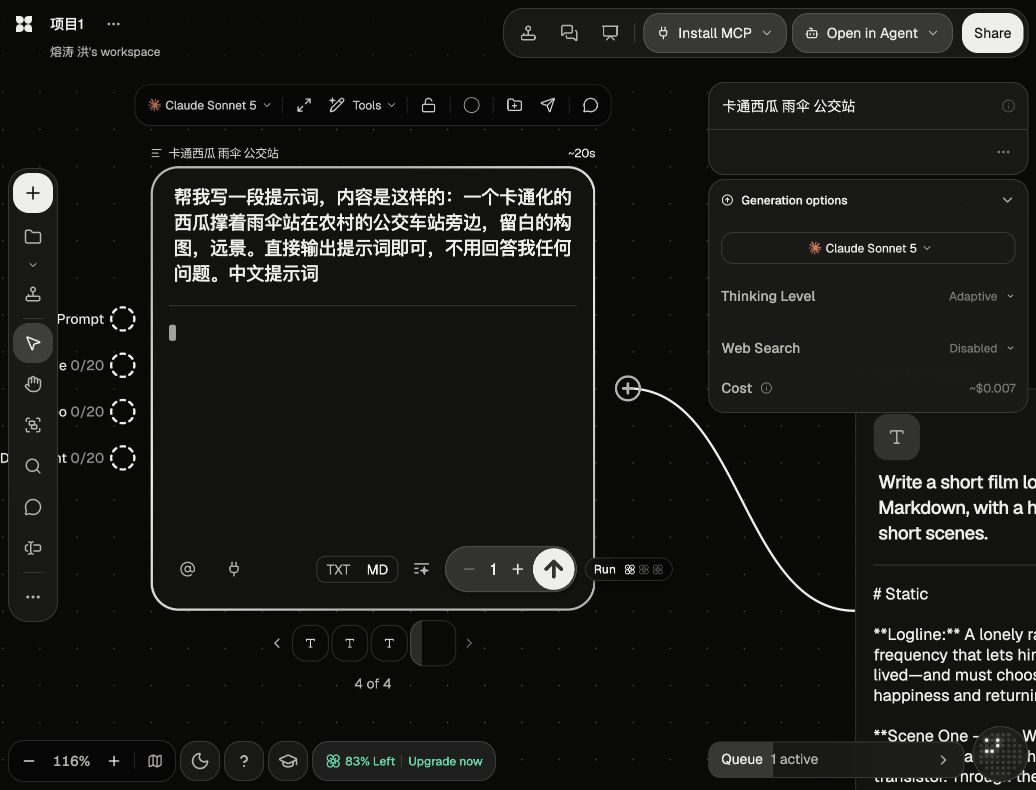 项目1
熔涛 洪's workspace
Install MCP
Open in Agent
Share
Claude Sonnet 5
Tools
卡通西瓜 雨伞 公交站
~20s
帮我写一段提示词，内容是这样的：一个卡通化的
西瓜撑着雨伞站在农村的公交车站旁边，留白的构
图，远景。直接输出提示词即可，不用回答我任何
问题。中文提示词
Prompt
e 0/20
o 0/20
D
nt 0/20
TXT MD
1
Run
T T T
4 of 4
卡通西瓜 雨伞 公交站
Generation options
Claude Sonnet 5
Thinking Level Adaptive
Web Search Disabled
Cost ~$0.007
T
Write a short film lo
Markdown, with a h
short scenes.
# Static
**Logline:** A lonely ra
frequency that lets hir
lived—and must choos
happiness and returni
**Scene One - W
transistor. Through the
116%
?
83% Left
Upgrade now
Queue 1 active